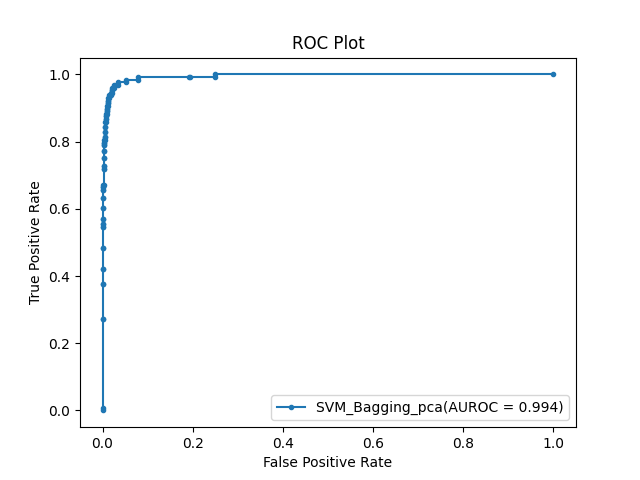 ROC Plot
1.0
0.8
0.6
0.4
0.2
0.0
True Positive Rate
SVM_Bagging_pca(AUROC = 0.994)
0.0 0.2 0.4 0.6 0.8 1.0
False Positive Rate